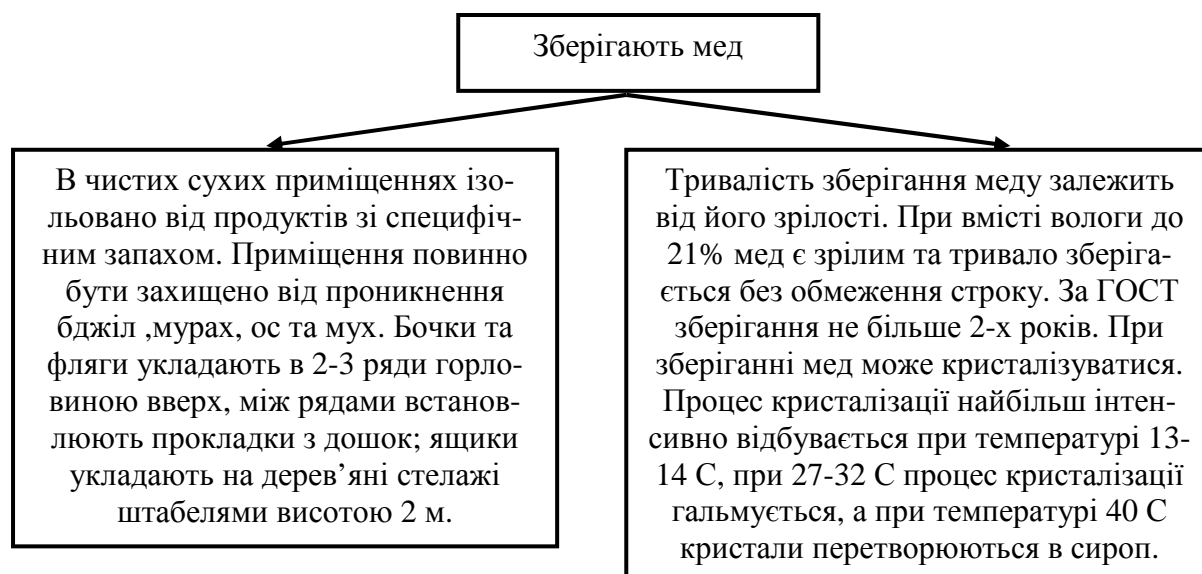 Зберігають мед
В чистих сухих приміщеннях ізо-
льовано від продуктів зі специфіч-
ним запахом. Приміщення повинно
бути захищено від проникнення
бджіл ,мурах, ос та мух. Бочки та
фляги укладають в 2-3 ряди горло-
виною вверх, між рядами встанов-
люють прокладки з дошок; ящики
укладають на дерев’яні стелажі
штабелями висотою 2 м.
Тривалість зберігання меду залежить
від його зрілості. При вмісті вологи до
21% мед є зрілим та тривало зберіга-
ється без обмеження строку. За ГОСТ
зберігання не більше 2-х років. При
зберіганні мед може кристалізуватися.
Процес кристалізації найбільш інтен-
сивно відбувається при температурі 13-
14 С, при 27-32 С процес кристалізації
гальмується, а при температурі 40 С
кристали перетворюються в сироп.